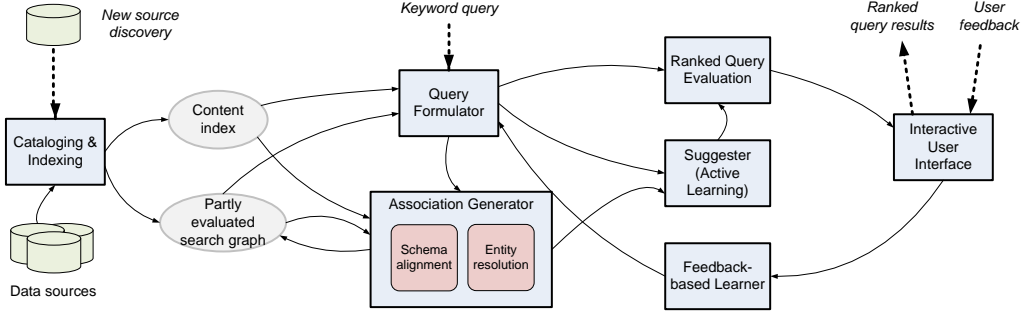 New source
discovery
Keyword query
Ranked
query results
User
feedback
Cataloging &
Indexing
Content
index
Query
Formulator
Ranked Query
Evaluation
Interactive
User
Interface
Suggester
(Active
Learning)
Partly
evaluated
search graph
Association Generator
Schema
alignment
Entity
resolution
Feedback-
based Learner
Data sources